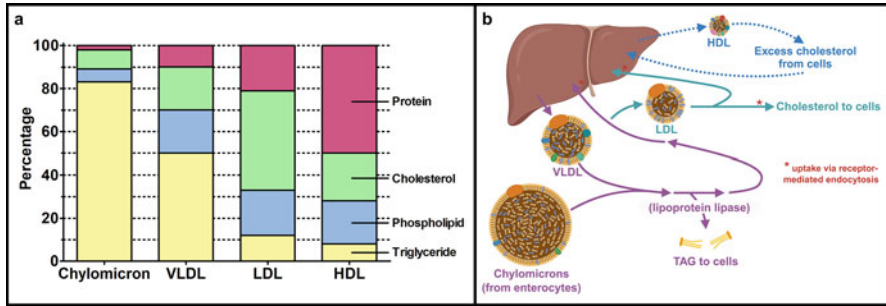 a
Percentage
100
80
60
40
20
0
Protein
Cholesterol
Phospholipid
Triglyceride
Chylomicron VLDL LDL HDL
b
HDL
Excess cholesterol
from cells
* Cholesterol to cells
LDL
VLDL
* uptake via receptor-
mediated endocytosis
(lipoprotein lipase)
TAG to cells
Chylomicrons
(from enterocytes)